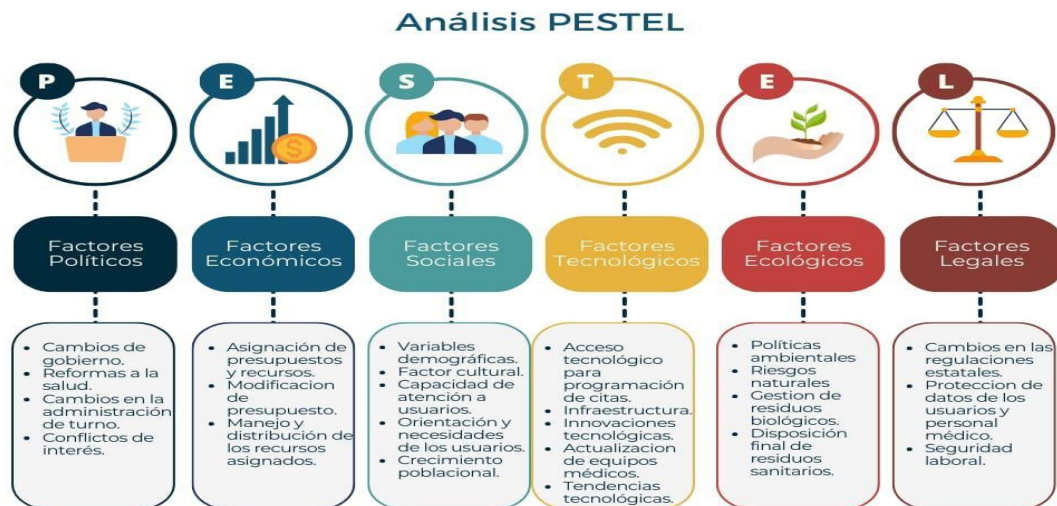 Análisis PESTEL
P
E
S
T
E
L
Factores
Políticos
Factores
Económicos
Factores
Sociales
Factores
Tecnológicos
Factores
Ecológicos
Factores
Legales
• Cambios de
gobierno.
• Reformas a la
salud.
• Cambios en la
administración
de turno.
• Conflictos de
interés.
• Asignación de
presupuestos
y recursos.
• Modificacion
de
presupuesto.
• Manejo y
distribución de
los recursos
asignados.
• Variables
demográficas.
• Factor cultural.
• Capacidad de
atención a
usuarios.
• Orientación y
necesidades
de los usuarios.
• Crecimiento
poblacional.
• Acceso
tecnológico
para
programación
de citas.
• Infraestructura.
• Innovaciones
tecnológicas.
• Actualizacion
de equipos
médicos.
• Tendencias
tecnológicas.
• Políticas
ambientales
• Riesgos
naturales
• Gestion de
residuos
biológicos.
• Disposición
final de
residuos
sanitarios.
• Cambios en las
regulaciones
estatales.
• Proteccion de
datos de los
usuarios y
personal
médico.
• Seguridad
laboral.